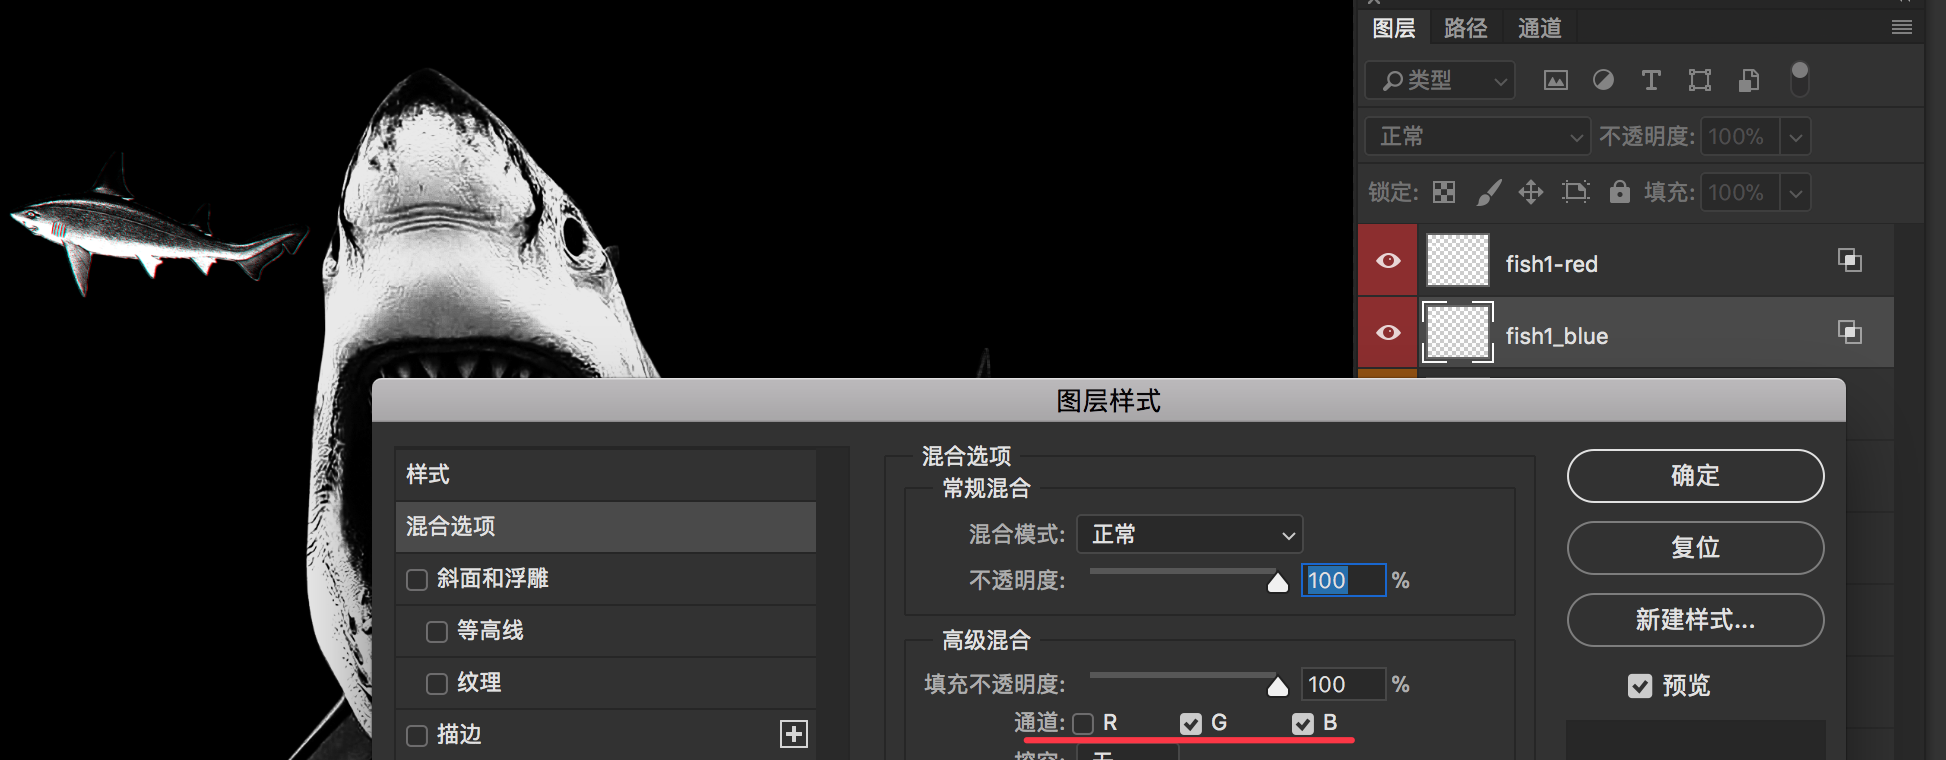 图层 路径 通道
类型
正常 不透明度: 100%
锁定: 填充: 100%
fish1-red
fish1_blue
图层样式
样式
混合选项
斜面和浮雕
等高线
纹理
描边
混合选项
常规混合
混合模式: 正常
不透明度: 100 %
高级混合
填充不透明度: 100 %
通道: R G B
挖空: 无
确定
复位
新建样式...
预览